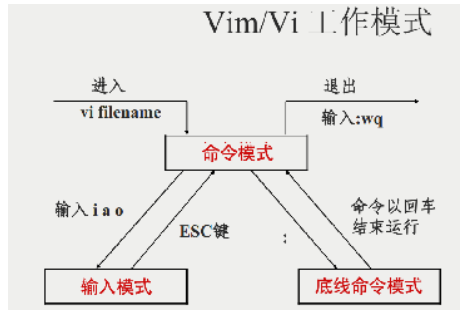 Vim/Vi 工作模式
进入
vi filename
退出
输入:wq
命令模式
输入 i a o
ESC键
:
命令以回车
结束运行
输入模式
底线命令模式